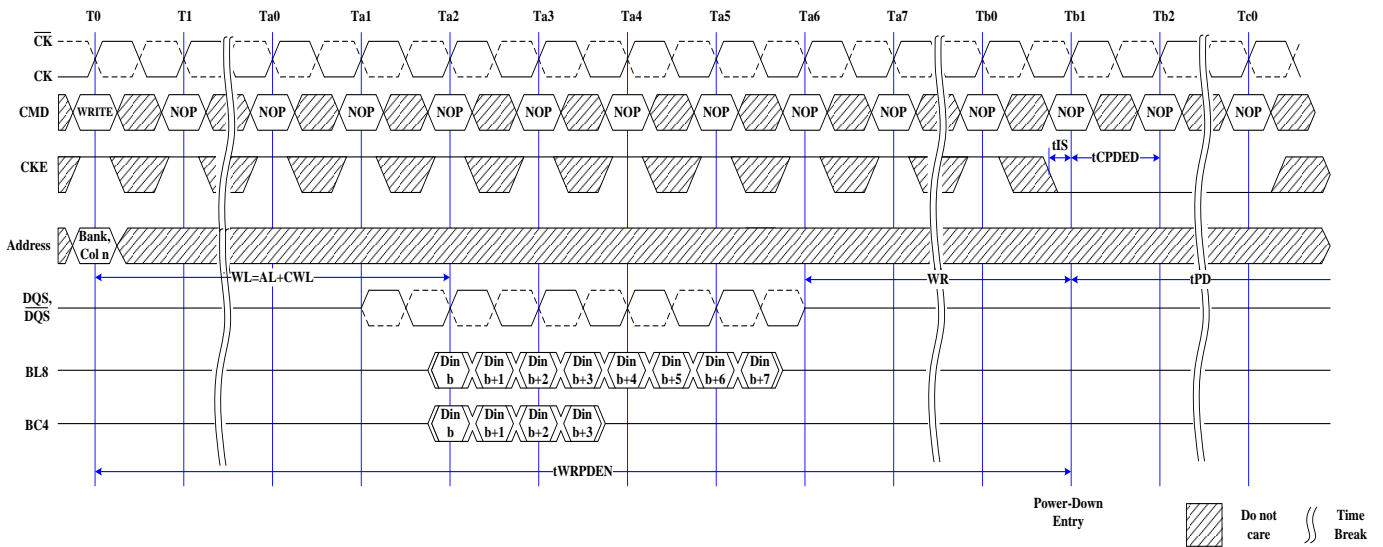 T0 T1 Ta0 Ta1 Ta2 Ta3 Ta4 Ta5 Ta6 Ta7 Tb0 Tb1 Tb2 Tc0
CK
CK
CMD WRITE NOP NOP NOP NOP NOP NOP NOP NOP NOP NOP NOP NOP NOP
tIS tCPDED
CKE
Address Bank, Col n
WL=AL+CWL WR tPD
DQS,
DQS
BL8 Din b Din b+1 Din b+2 Din b+3 Din b+4 Din b+5 Din b+6 Din b+7
BC4 Din b Din b+1 Din b+2 Din b+3
tWRPDEN
Power-Down
Entry
Do not
care
Time
Break